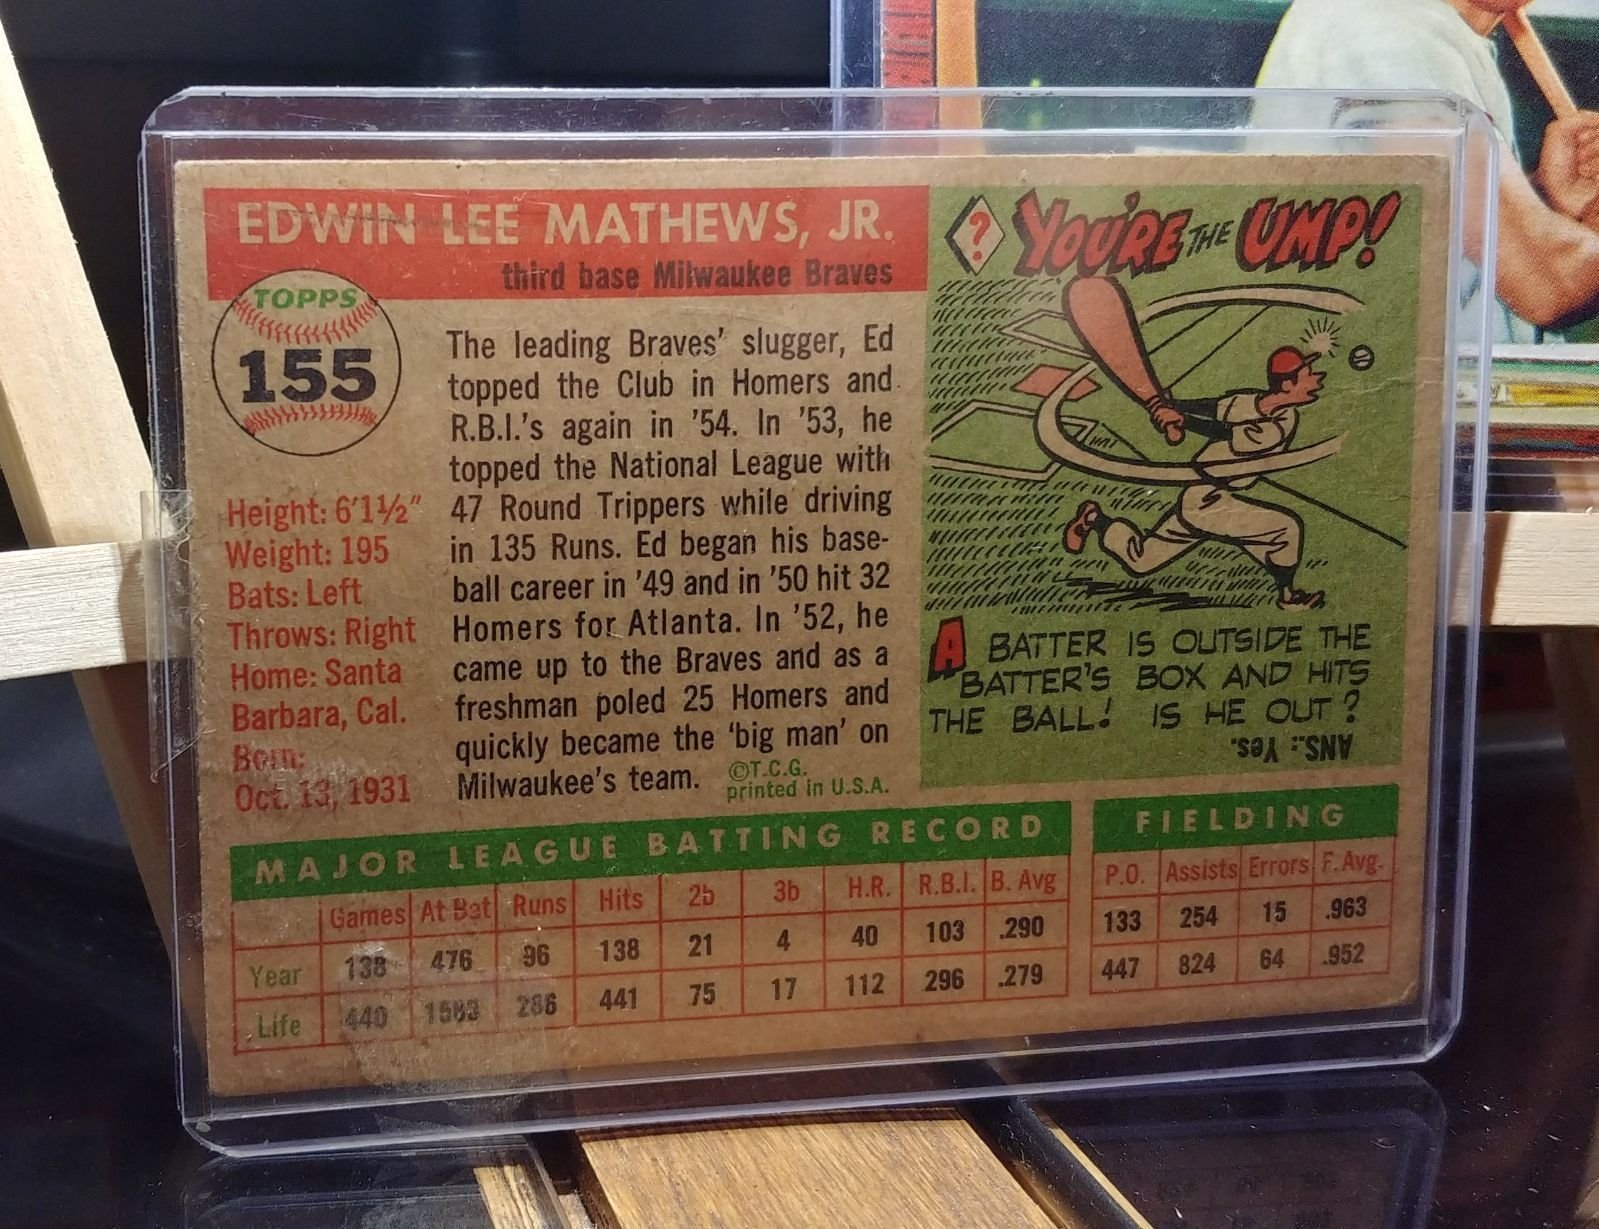 EDWIN LEE MATHEWS, JR.
third base Milwaukee Braves
TOPPS
155
Height: 6'1½"
Weight: 195
Bats: Left
Throws: Right
Home: Santa
Barbara, Cal.
Born:
Oct. 13, 1931
The leading Braves' slugger, Ed
topped the Club in Homers and
R.B.I.'s again in '54. In '53, he
topped the National League with
47 Round Trippers while driving
in 135 Runs. Ed began his base-
ball career in '49 and in '50 hit 32
Homers for Atlanta. In '52, he
came up to the Braves and as a
freshman poled 25 Homers and
quickly became the 'big man' on
Milwaukee's team.
©T.C.G.
printed in U.S.A.
?
YOU'RE THE UMP!
A BATTER IS OUTSIDE THE
BATTER'S BOX AND HITS
THE BALL! IS HE OUT?
ANS.: Yes.
MAJOR LEAGUE BATTING RECORD
Games At Bat Runs Hits 2b 3b H.R. R.B.I. B. Avg
Year 138 476 96 138 21 4 40 103 .290
Life 440 1583 286 441 75 17 112 296 .279
FIELDING
P.O. Assists Errors F. Avg.
133 254 15 .963
447 824 64 .952